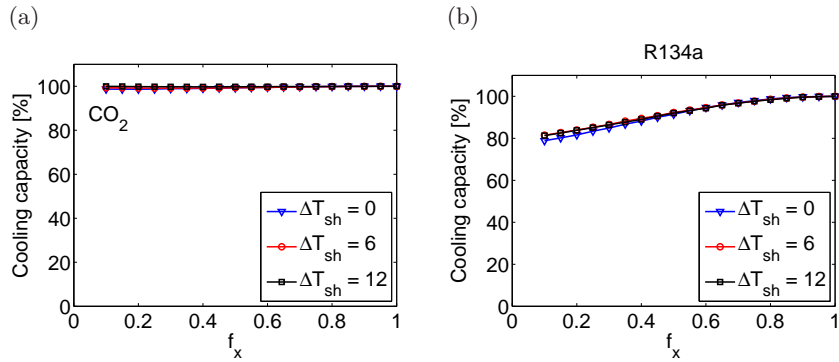 (a)
Cooling capacity [%]
100
80
60
40
20
0
CO2
ΔTsh = 0
ΔTsh = 6
ΔTsh = 12
0 0.2 0.4 0.6 0.8 1
fx
(b)
R134a
Cooling capacity [%]
100
80
60
40
20
0
ΔTsh = 0
ΔTsh = 6
ΔTsh = 12
0 0.2 0.4 0.6 0.8 1
fx